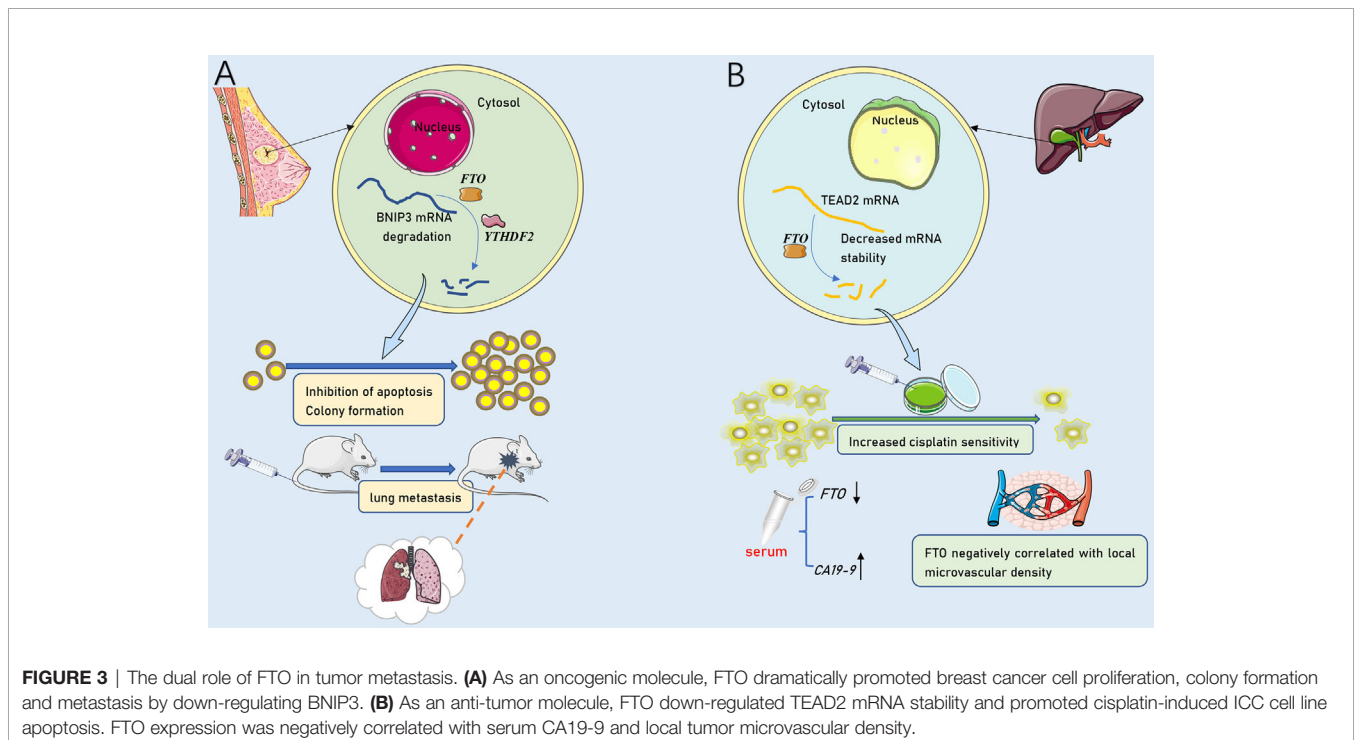 A
Cytosol
Nucleus
FTO
BNIP3 mRNA
degradation
YTHDF2
Inhibition of apoptosis
Colony formation
lung metastasis
B
Cytosol
Nucleus
TEAD2 mRNA
FTO
Decreased mRNA
stability
Increased cisplatin sensitivity
FTO
serum
CA19-9
FTO negatively correlated with local
microvascular density
FIGURE 3 | The dual role of FTO in tumor metastasis. (A) As an oncogenic molecule, FTO dramatically promoted breast cancer cell proliferation, colony formation
and metastasis by down-regulating BNIP3. (B) As an anti-tumor molecule, FTO down-regulated TEAD2 mRNA stability and promoted cisplatin-induced ICC cell line
apoptosis. FTO expression was negatively correlated with serum CA19-9 and local tumor microvascular density.